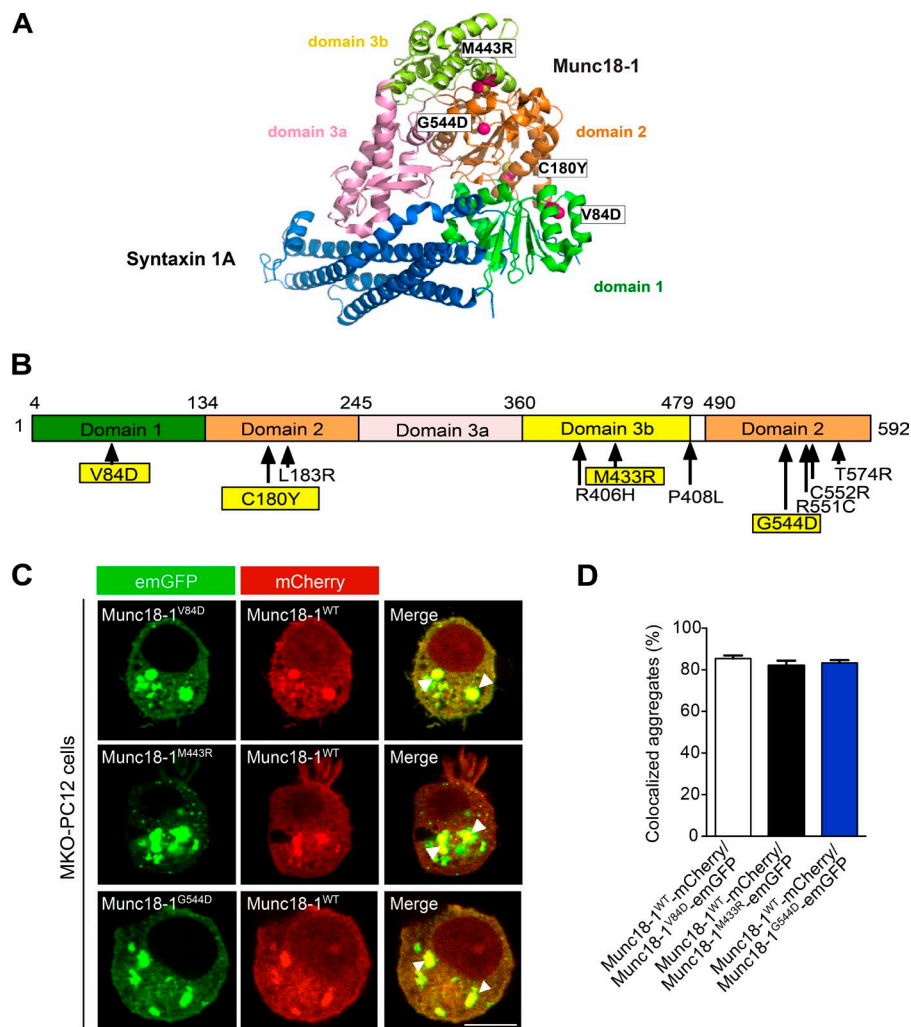 A
domain 3b
M443R
Munc18-1
domain 3a
G544D
domain 2
C180Y
V84D
Syntaxin 1A
domain 1
B
4 134 245 360 479 490
1 Domain 1 Domain 2 Domain 3a Domain 3b Domain 2 592
V84D
L183R
C180Y
R406H
M433R
P408L
T574R
C552R
R551C
G544D
C
emGFP mCherry
MKO-PC12 cells
Munc18-1V84D Munc18-1WT Merge
Munc18-1M443R Munc18-1WT Merge
Munc18-1G544D Munc18-1WT Merge
D
Colocalized aggregates (%)
100
80
60
40
20
0
Munc18-1WT-mCherry/
Munc18-1V84D-emGFP
Munc18-1WT-mCherry/
Munc18-1M433R-emGFP
Munc18-1WT-mCherry/
Munc18-1G544D-emGFP